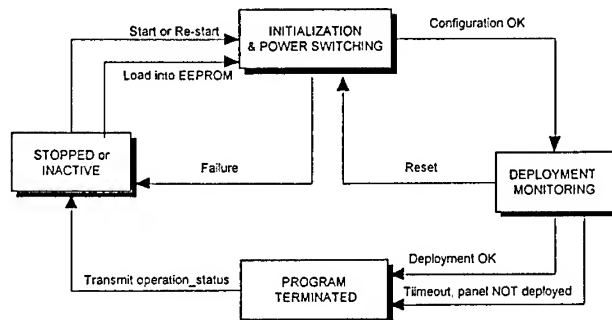 Start or Re-start
INITIALIZATION
& POWER SWITCHING
Configuration OK
Load into EEPROM
STOPPED or
INACTIVE
Failure
Reset
DEPLOYMENT
MONITORING
Deployment OK
Transmit operation_status
PROGRAM
TERMINATED
Timeout, panel NOT deployed